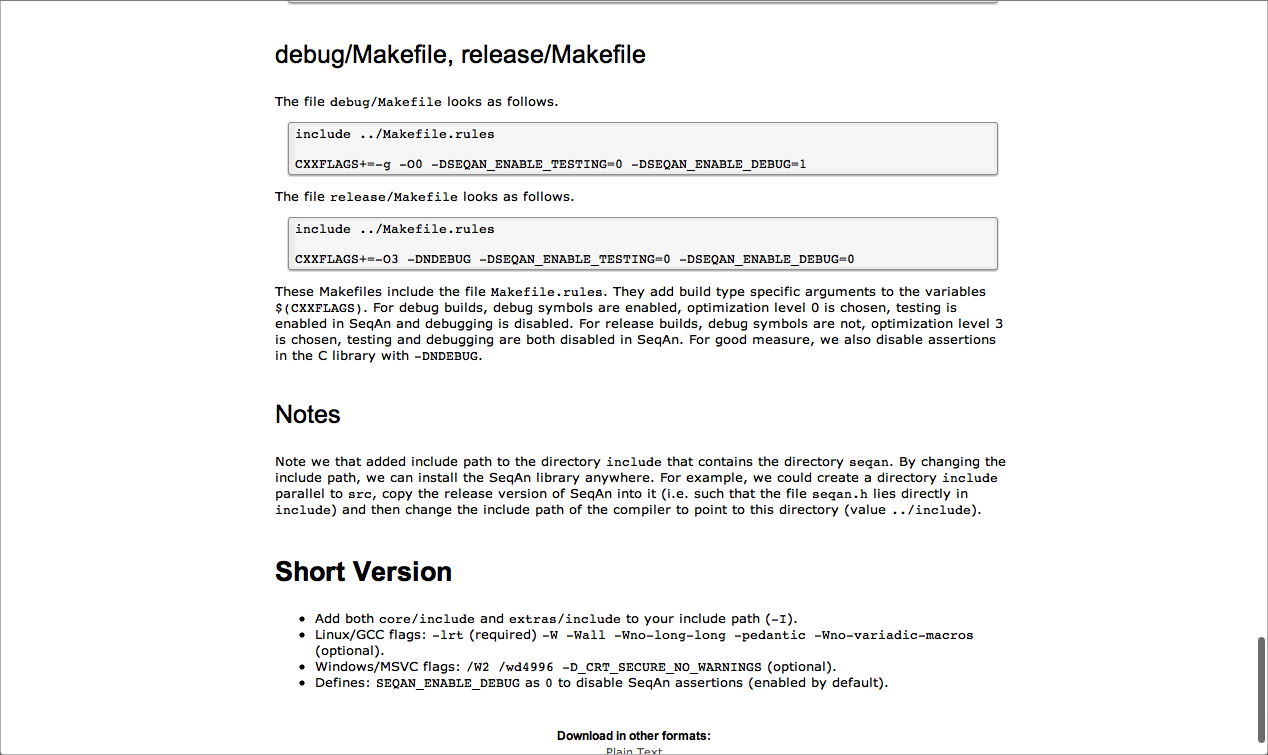 debug/Makefile, release/Makefile
The file debug/Makefile looks as follows.
include ../Makefile.rules
CXXFLAGS+=-g -O0 -DSEQAN_ENABLE_TESTING=0 -DSEQAN_ENABLE_DEBUG=1
The file release/Makefile looks as follows.
include ../Makefile.rules
CXXFLAGS+=-O3 -DNDEBUG -DSEQAN_ENABLE_TESTING=0 -DSEQAN_ENABLE_DEBUG=0
These Makefiles include the file Makefile.rules. They add build type specific arguments to the variables
$(CXXFLAGS). For debug builds, debug symbols are enabled, optimization level 0 is chosen, testing is
enabled in SeqAn and debugging is disabled. For release builds, debug symbols are not, optimization level 3
is chosen, testing and debugging are both disabled in SeqAn. For good measure, we also disable assertions
in the C library with -DNDEBUG.
Notes
Note we that added include path to the directory include that contains the directory seqan. By changing the
include path, we can install the SeqAn library anywhere. For example, we could create a directory include
parallel to src, copy the release version of SeqAn into it (i.e. such that the file seqan.h lies directly in
include) and then change the include path of the compiler to point to this directory (value ../include).
Short Version
• Add both core/include and extras/include to your include path (-I).
• Linux/GCC flags: -lrt (required) -W -Wall -Wno-long-long -pedantic -Wno-variadic-macros
(optional).
• Windows/MSVC flags: /W2 /wd4996 -D_CRT_SECURE_NO_WARNINGS (optional).
• Defines: SEQAN_ENABLE_DEBUG as 0 to disable SeqAn assertions (enabled by default).
Download in other formats:
Plain Text